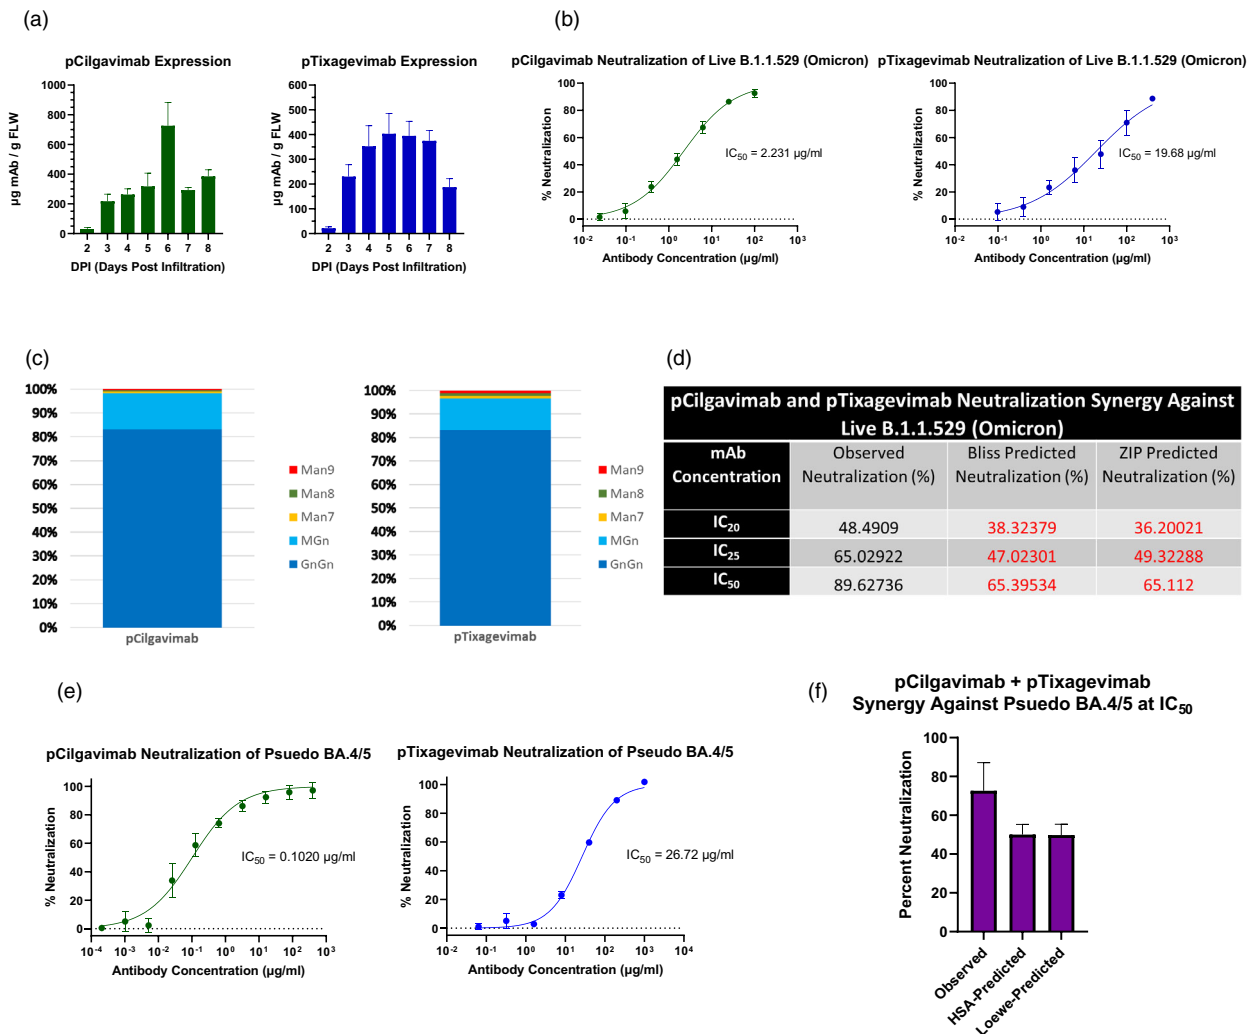 (a)
pCilgavimab Expression
µg mAb / g FLW
1000
800
600
400
200
0
2 3 4 5 6 7 8
DPI (Days Post Infiltration)
pTixagevimab Expression
µg mAb / g FLW
600
500
400
300
200
100
0
2 3 4 5 6 7 8
DPI (Days Post Infiltration)
(b)
pCilgavimab Neutralization of Live B.1.1.529 (Omicron)
% Neutralization
100
80
60
40
20
0
IC50 = 2.231 µg/ml
10-2 10-1 100 101 102 103
Antibody Concentration (µg/ml)
pTixagevimab Neutralization of Live B.1.1.529 (Omicron)
% Neutralization
100
80
60
40
20
0
IC50 = 19.68 µg/ml
10-2 10-1 100 101 102 103
Antibody Concentration (µg/ml)
(c)
100%
90%
80%
70%
60%
50%
40%
30%
20%
10%
0%
pCilgavimab
Man9
Man8
Man7
MGn
GnGn
100%
90%
80%
70%
60%
50%
40%
30%
20%
10%
0%
pTixagevimab
Man9
Man8
Man7
MGn
GnGn
(d)
pCilgavimab and pTixagevimab Neutralization Synergy Against
Live B.1.1.529 (Omicron)
mAb Observed Bliss Predicted ZIP Predicted
Concentration Neutralization (%) Neutralization (%) Neutralization (%)
IC20 48.4909 38.32379 36.20021
IC25 65.02922 47.02301 49.32288
IC50 89.62736 65.39534 65.112
(e)
pCilgavimab Neutralization of Psuedo BA.4/5
% Neutralization
100
80
60
40
20
0
IC50 = 0.1020 µg/ml
10-4 10-3 10-2 10-1 100 101 102 103
Antibody Concentration (µg/ml)
pTixagevimab Neutralization of Pseudo BA.4/5
% Neutralization
100
80
60
40
20
0
IC50 = 26.72 µg/ml
10-2 10-1 100 101 102 103 104
Antibody Concentration (µg/ml)
(f)
pCilgavimab + pTixagevimab
Synergy Against Psuedo BA.4/5 at IC50
Percent Neutralization
100
80
60
40
20
0
Observed
HSA-Predicted
Loewe-Predicted